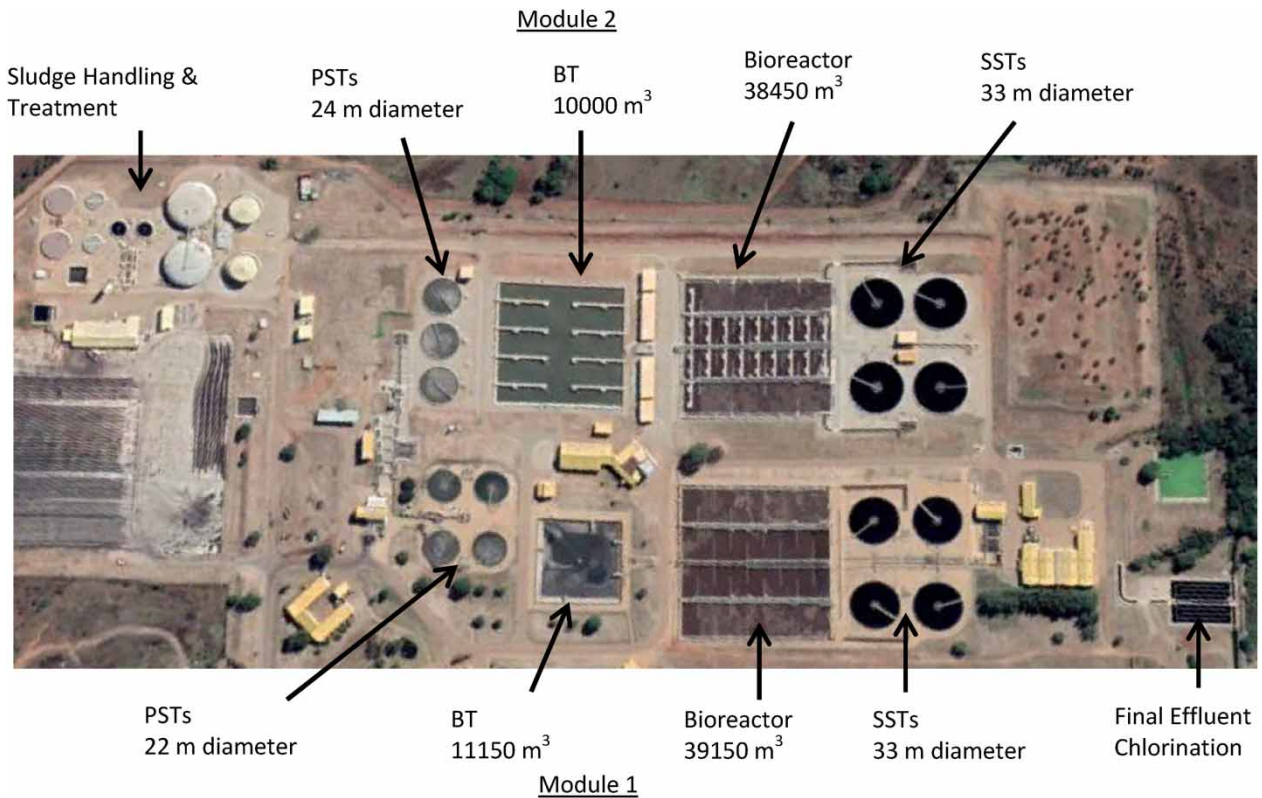 Module 2
Sludge Handling &
Treatment
PSTs
24 m diameter
BT
10000 m³
Bioreactor
38450 m³
SSTs
33 m diameter
PSTs
22 m diameter
BT
11150 m³
Bioreactor
39150 m³
SSTs
33 m diameter
Final Effluent
Chlorination
Module 1